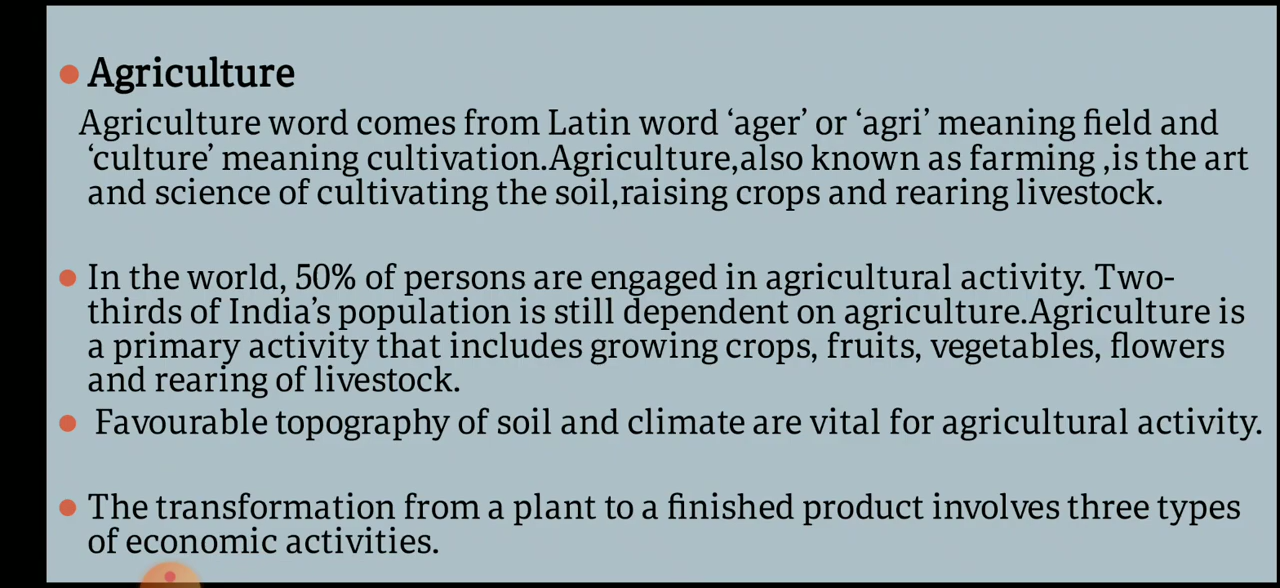 Agriculture
Agriculture word comes from Latin word ‘ager’ or ‘agri’ meaning field and
‘culture’ meaning cultivation.Agriculture,also known as farming ,is the art
and science of cultivating the soil,raising crops and rearing livestock.
In the world, 50% of persons are engaged in agricultural activity. Two-
thirds of India’s population is still dependent on agriculture.Agriculture is
a primary activity that includes growing crops, fruits, vegetables, flowers
and rearing of livestock.
Favourable topography of soil and climate are vital for agricultural activity.
The transformation from a plant to a finished product involves three types
of economic activities.